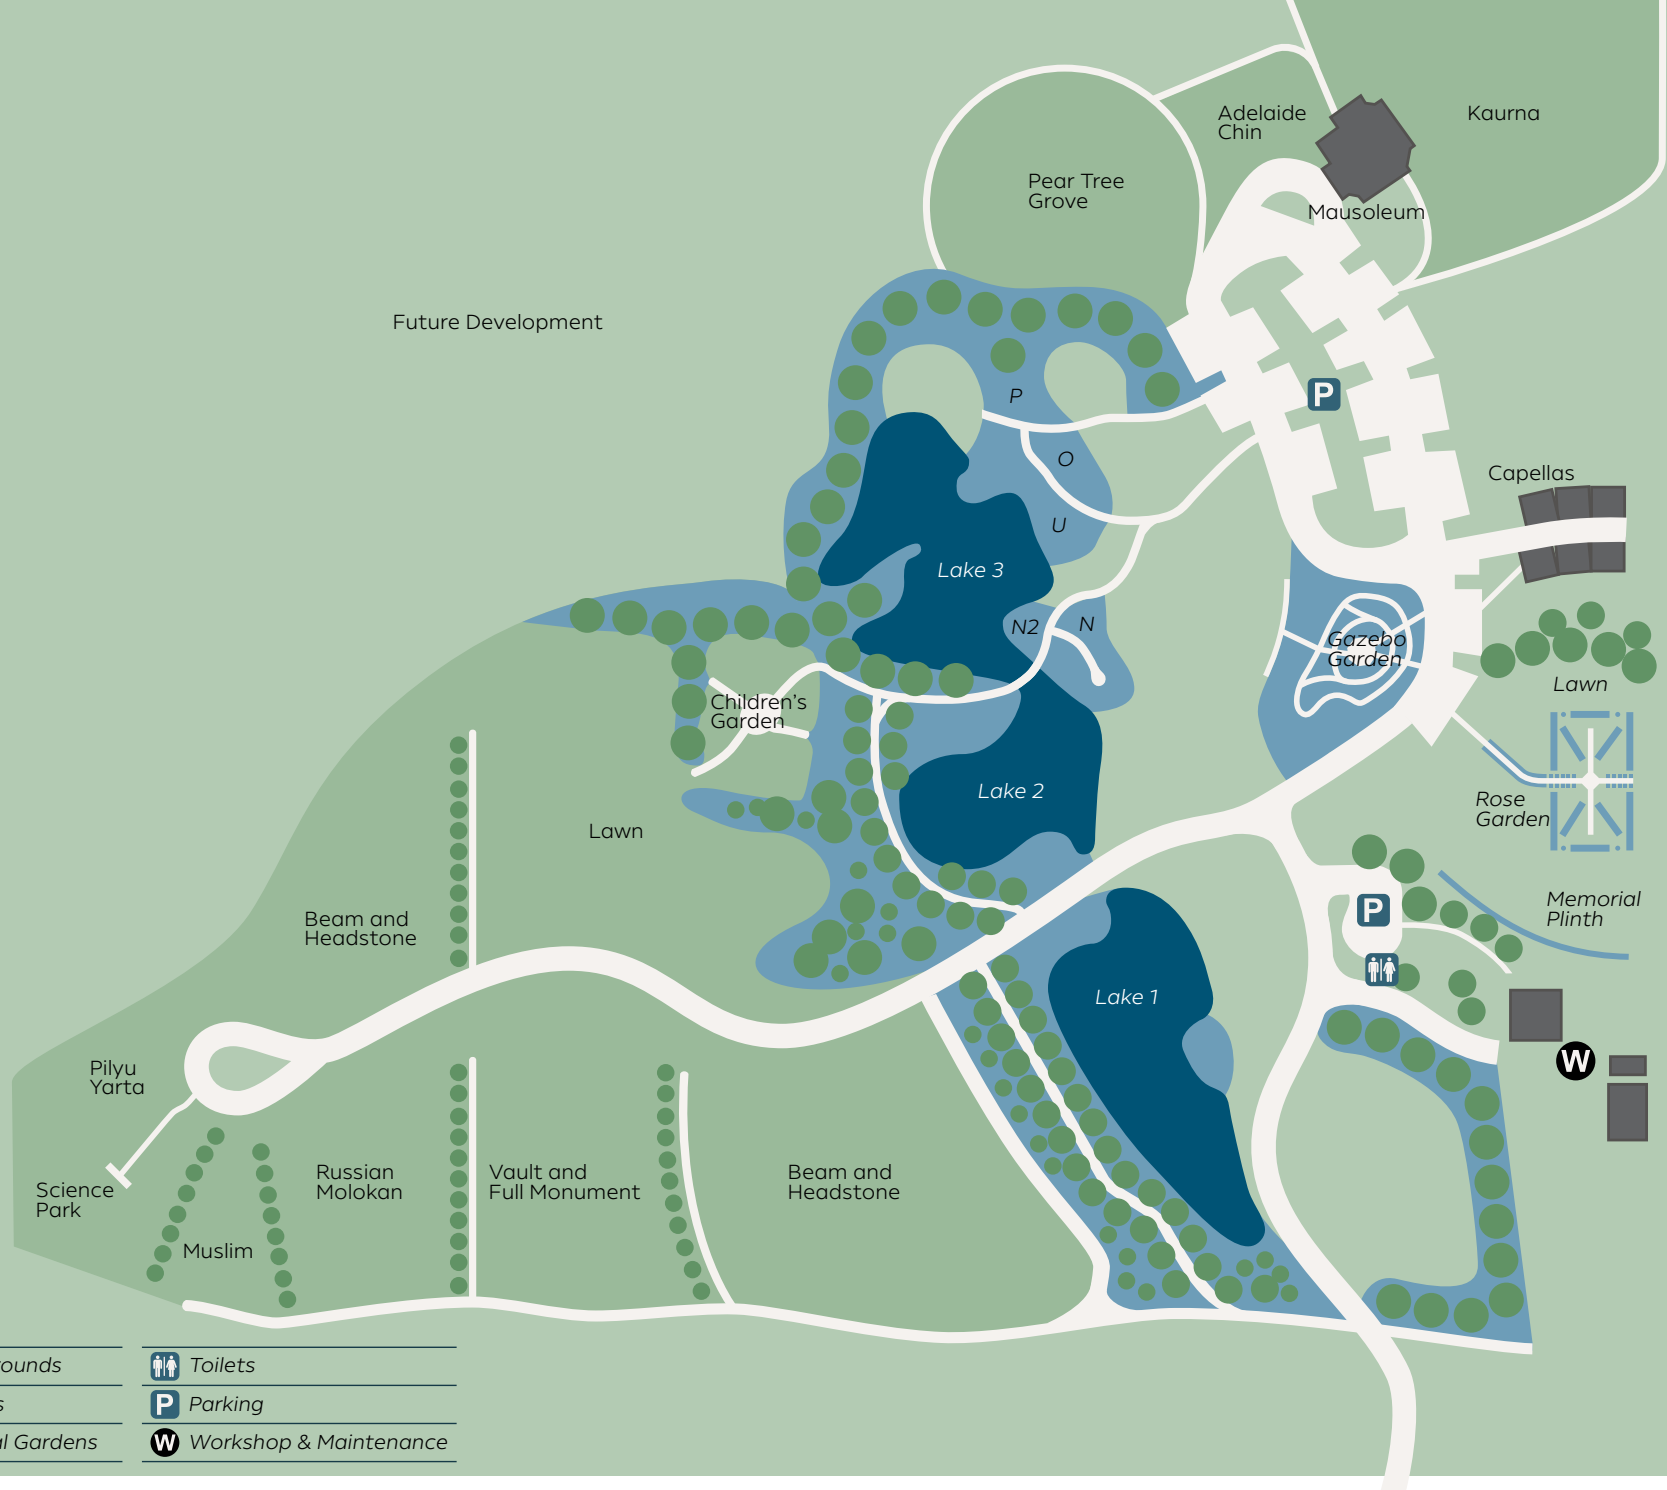 Adelaide
Chin
Kaurna
Pear Tree
Grove
Mausoleum
Future Development
P
P
O
Capellas
U
Lake 3
N2
N
Gazebo
Garden
Lawn
Children's
Garden
Lake 2
Rose
Garden
Lawn
Memorial
Plinth
P
Beam and
Headstone
Lake 1
W
Pilyu
Yarta
Science
Park
Russian
Molokan
Vault and
Full Monument
Beam and
Headstone
Muslim
ounds
Toilets
s
P Parking
l Gardens
W Workshop & Maintenance